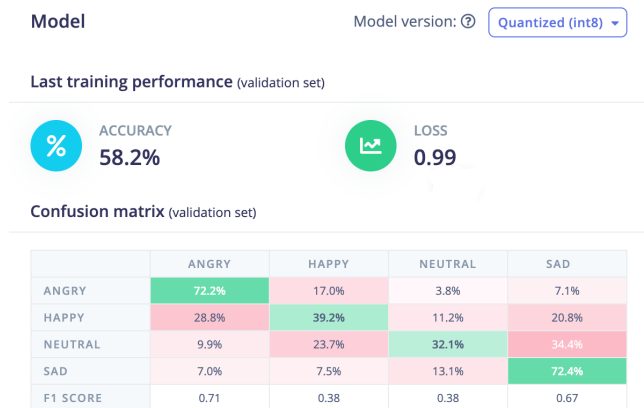 Model
Model version: Quantized (int8)
Last training performance (validation set)
% ACCURACY LOSS
58.2% 0.99
Confusion matrix (validation set)
ANGRY HAPPY NEUTRAL SAD
ANGRY 72.2% 17.0% 3.8% 7.1%
HAPPY 28.8% 39.2% 11.2% 20.8%
NEUTRAL 9.9% 23.7% 32.1% 34.4%
SAD 7.0% 7.5% 13.1% 72.4%
F1 SCORE 0.71 0.38 0.38 0.67